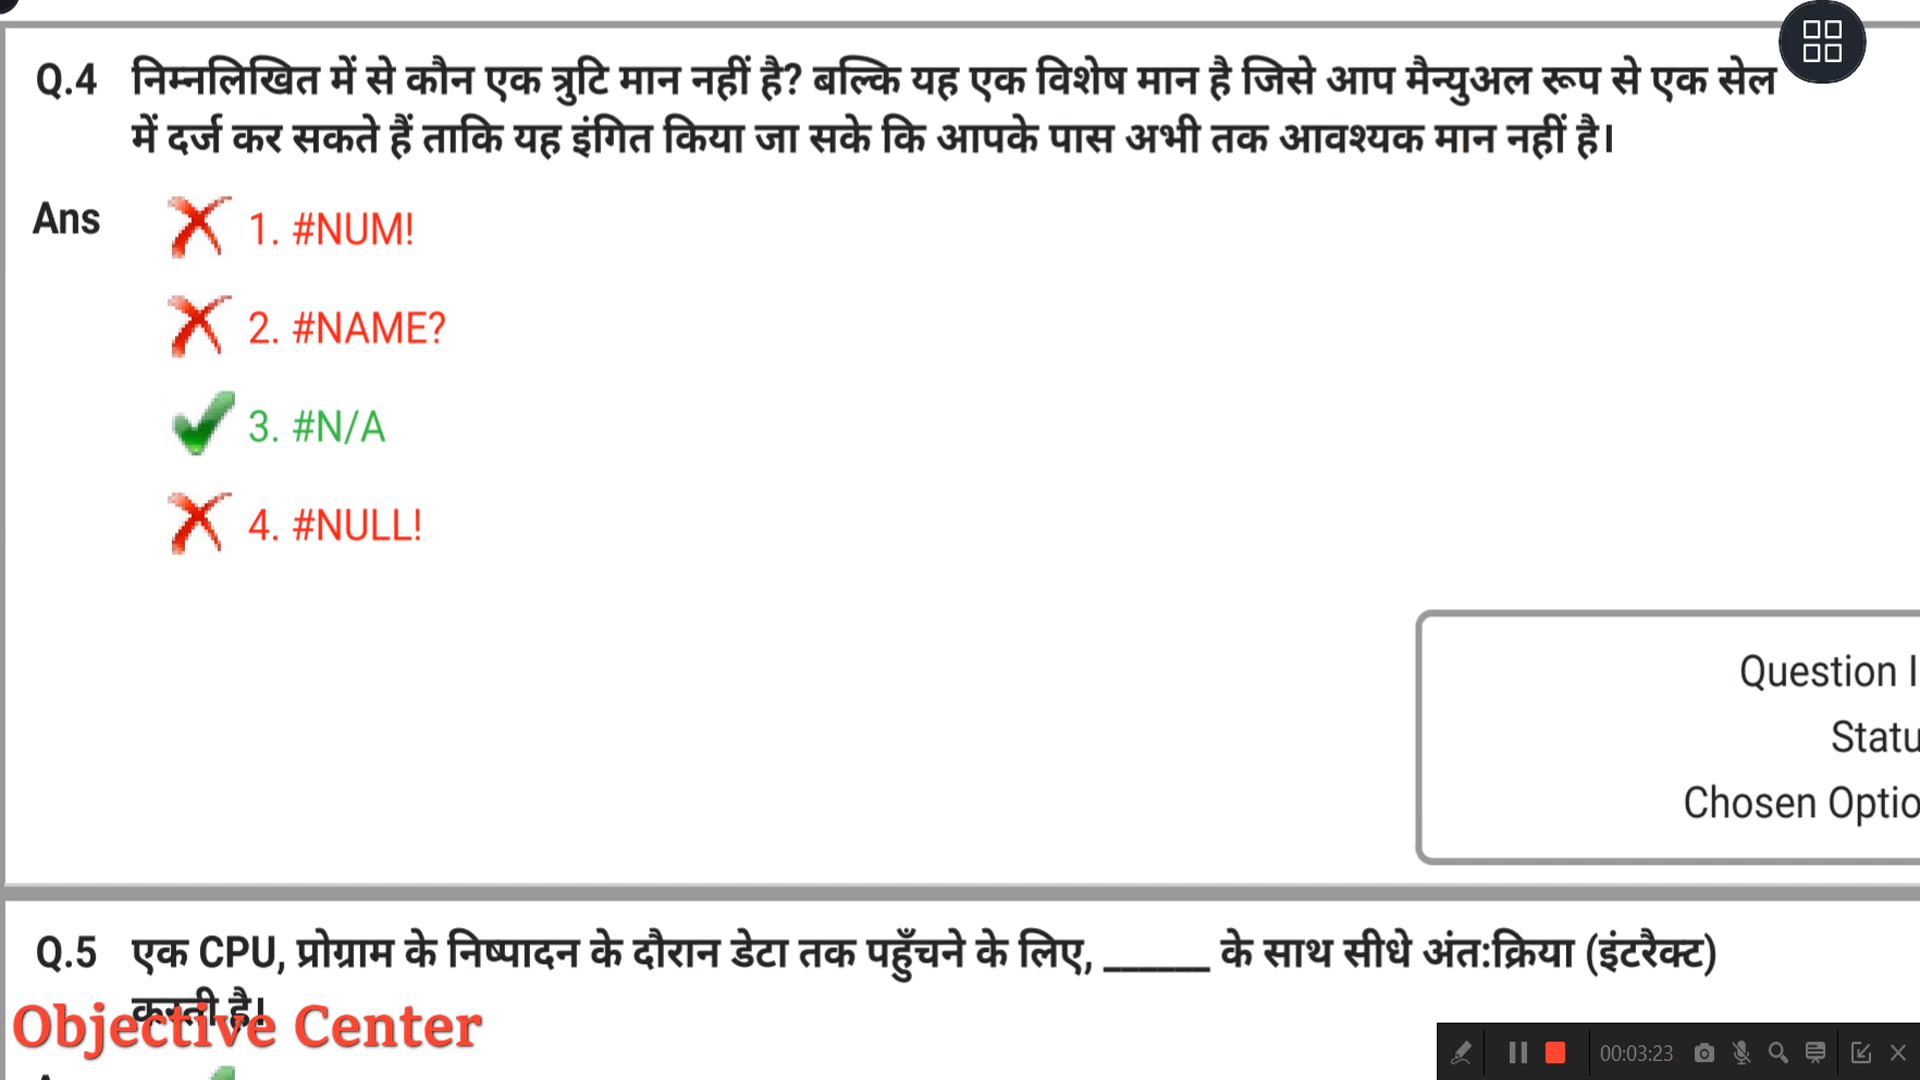 Q.4 निम्नलिखित में से कौन एक त्रुटि मान नहीं है? बल्कि यह एक विशेष मान है जिसे आप मैन्युअल रूप से एक सेल
में दर्ज कर सकते हैं ताकि यह इंगित किया जा सके कि आपके पास अभी तक आवश्यक मान नहीं है।
Ans 1. #NUM!
2. #NAME?
3. #N/A
4. #NULL!
Question I
Statu
Chosen Optio
Q.5 एक CPU, प्रोग्राम के निष्पादन के दौरान डेटा तक पहुँचने के लिए, ______ के साथ सीधे अंत:क्रिया (इंटरैक्ट)
करती है।
Objective Center
00:03:23